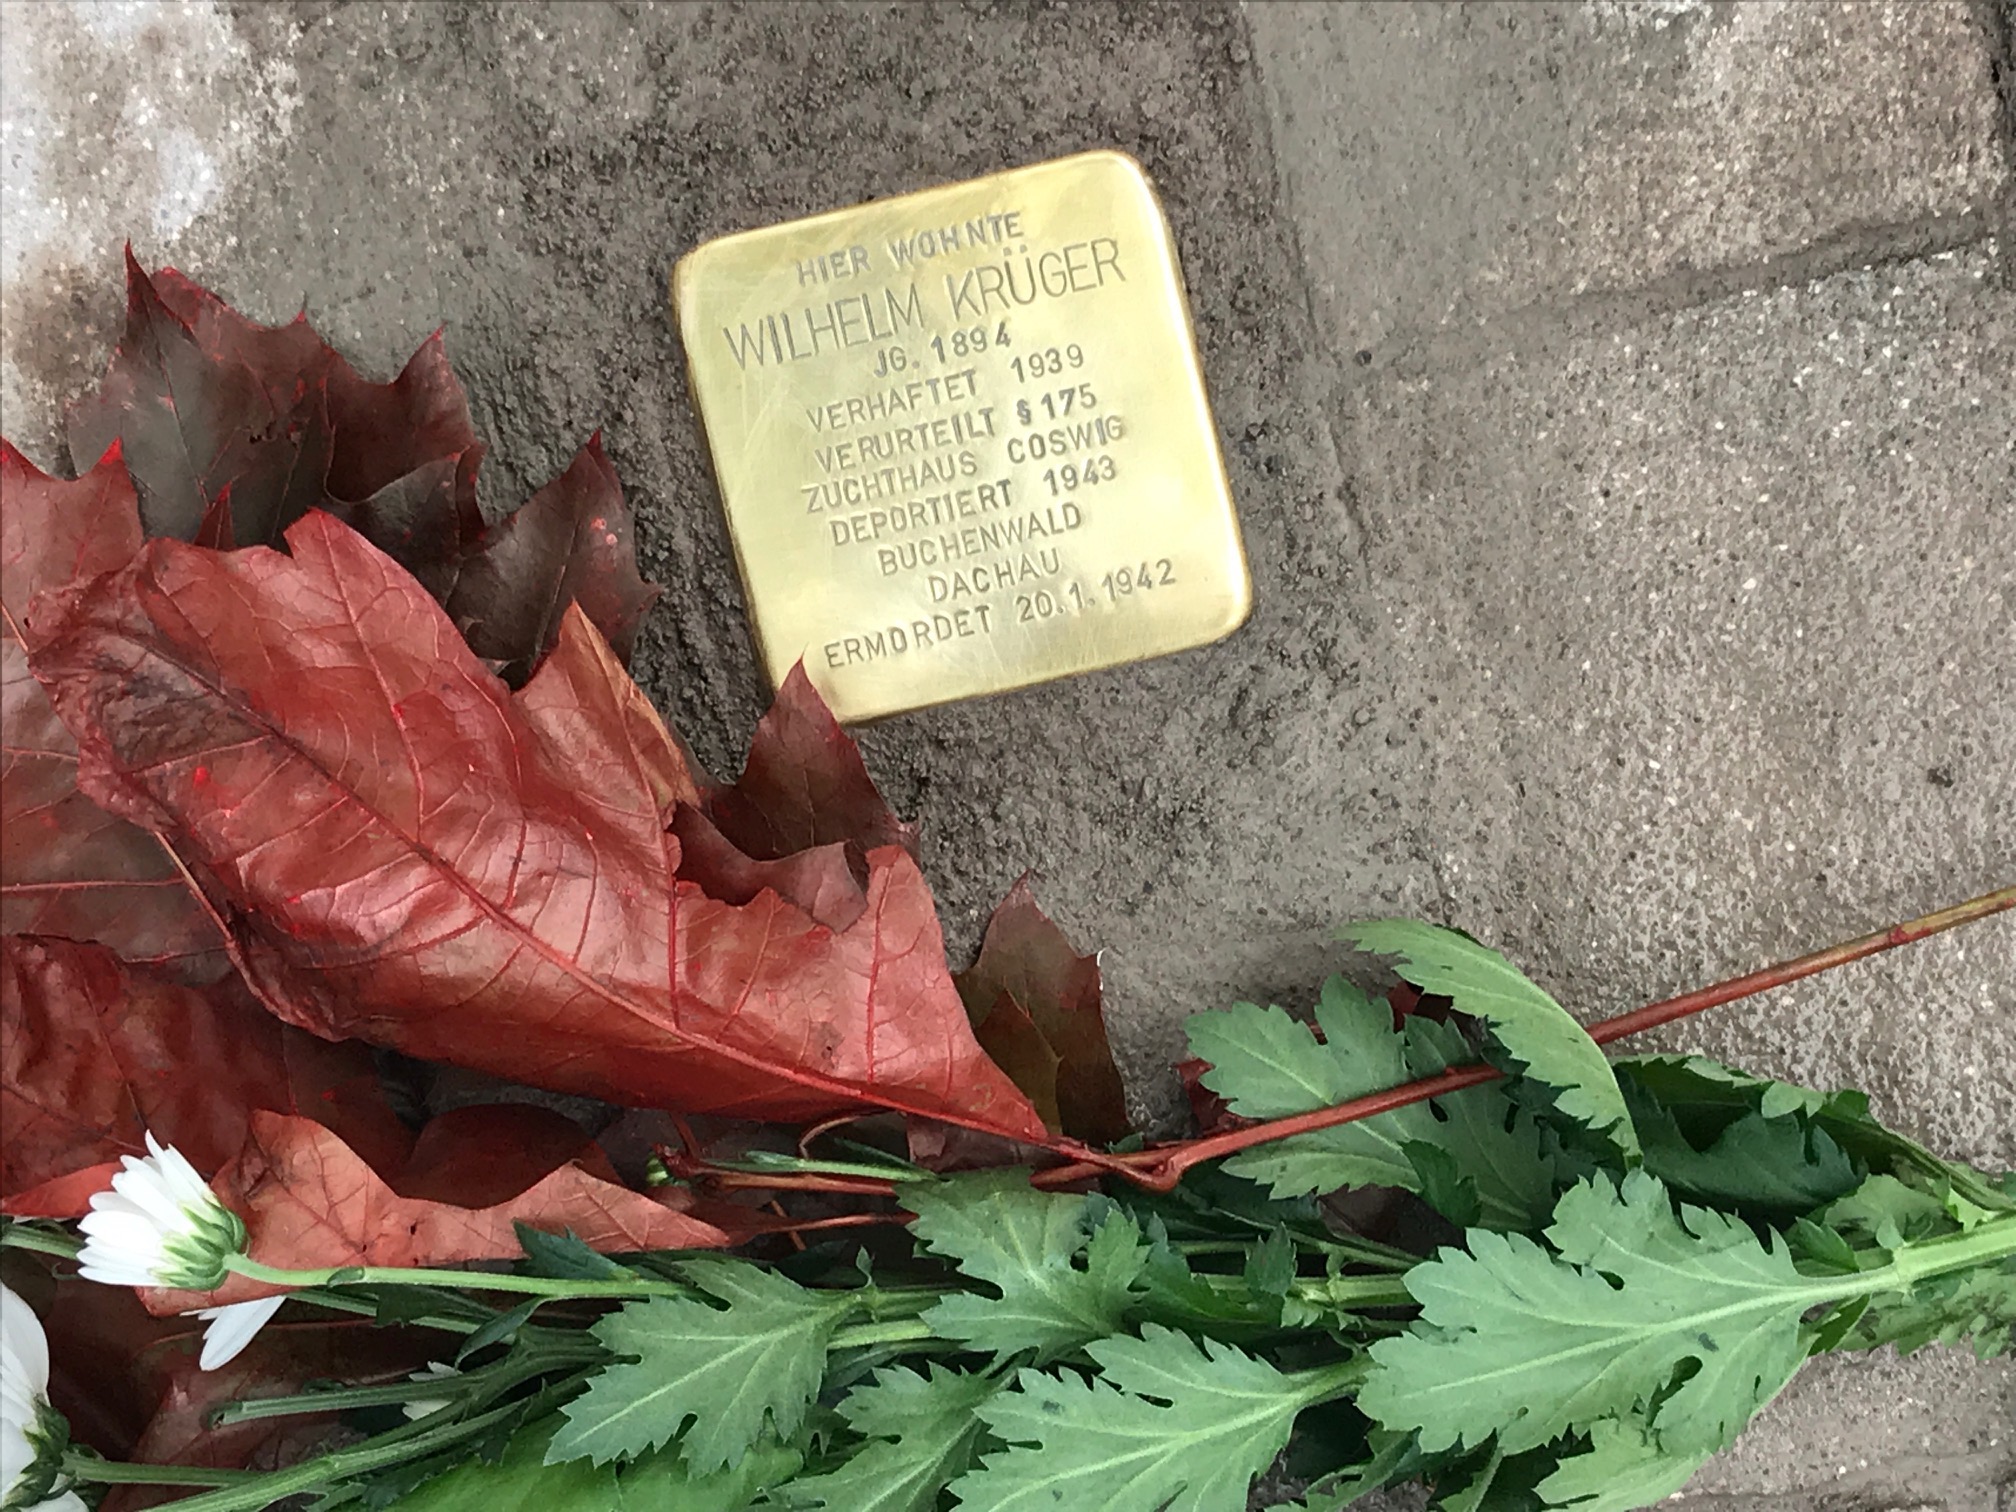 HIER WOHNTE
WILHELM KRÜGER
JG. 1894
VERHAFTET 1939
VERURTEILT §175
ZUCHTHAUS COSWIG
DEPORTIERT 1943
BUCHENWALD
DACHAU
ERMORDET 20.1.1942